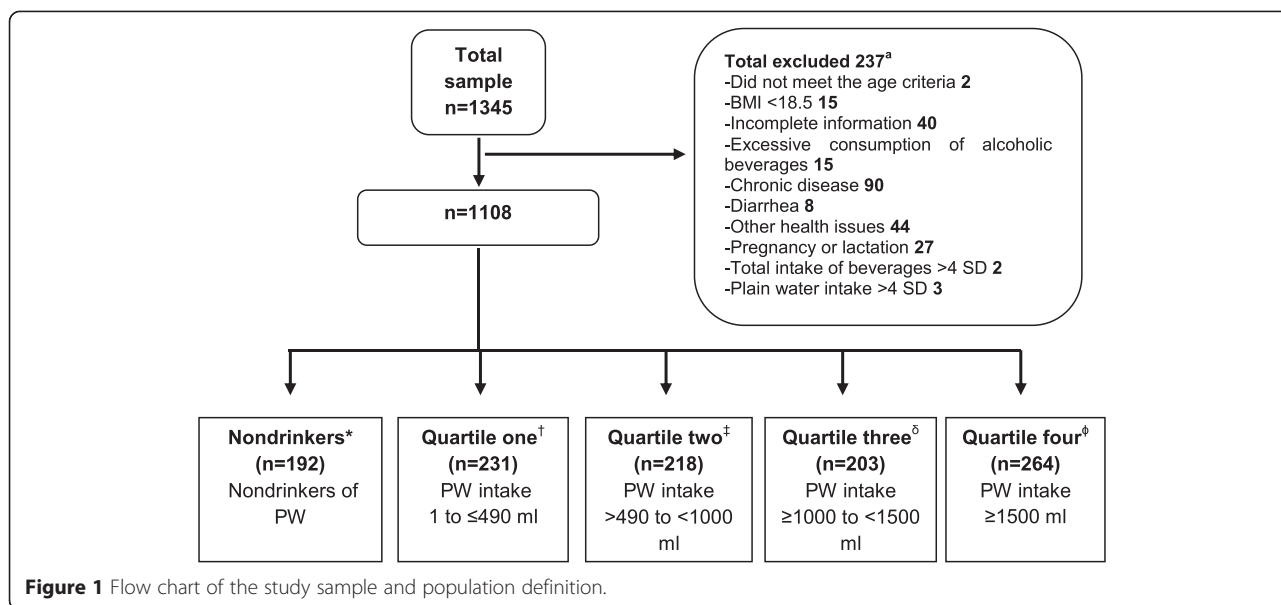 Total
sample
n=1345
Total excluded 237ᵃ
-Did not meet the age criteria 2
-BMI <18.5 15
-Incomplete information 40
-Excessive consumption of alcoholic
beverages 15
-Chronic disease 90
-Diarrhea 8
-Other health issues 44
-Pregnancy or lactation 27
-Total intake of beverages >4 SD 2
-Plain water intake >4 SD 3
n=1108
Nondrinkers*
(n=192)
Nondrinkers of
PW
Quartile one†
(n=231)
PW intake
1 to ≤490 ml
Quartile two‡
(n=218)
PW intake
>490 to <1000
ml
Quartile threeδ
(n=203)
PW intake
≥1000 to <1500
ml
Quartile fourᶲ
(n=264)
PW intake
≥1500 ml
Figure 1 Flow chart of the study sample and population definition.